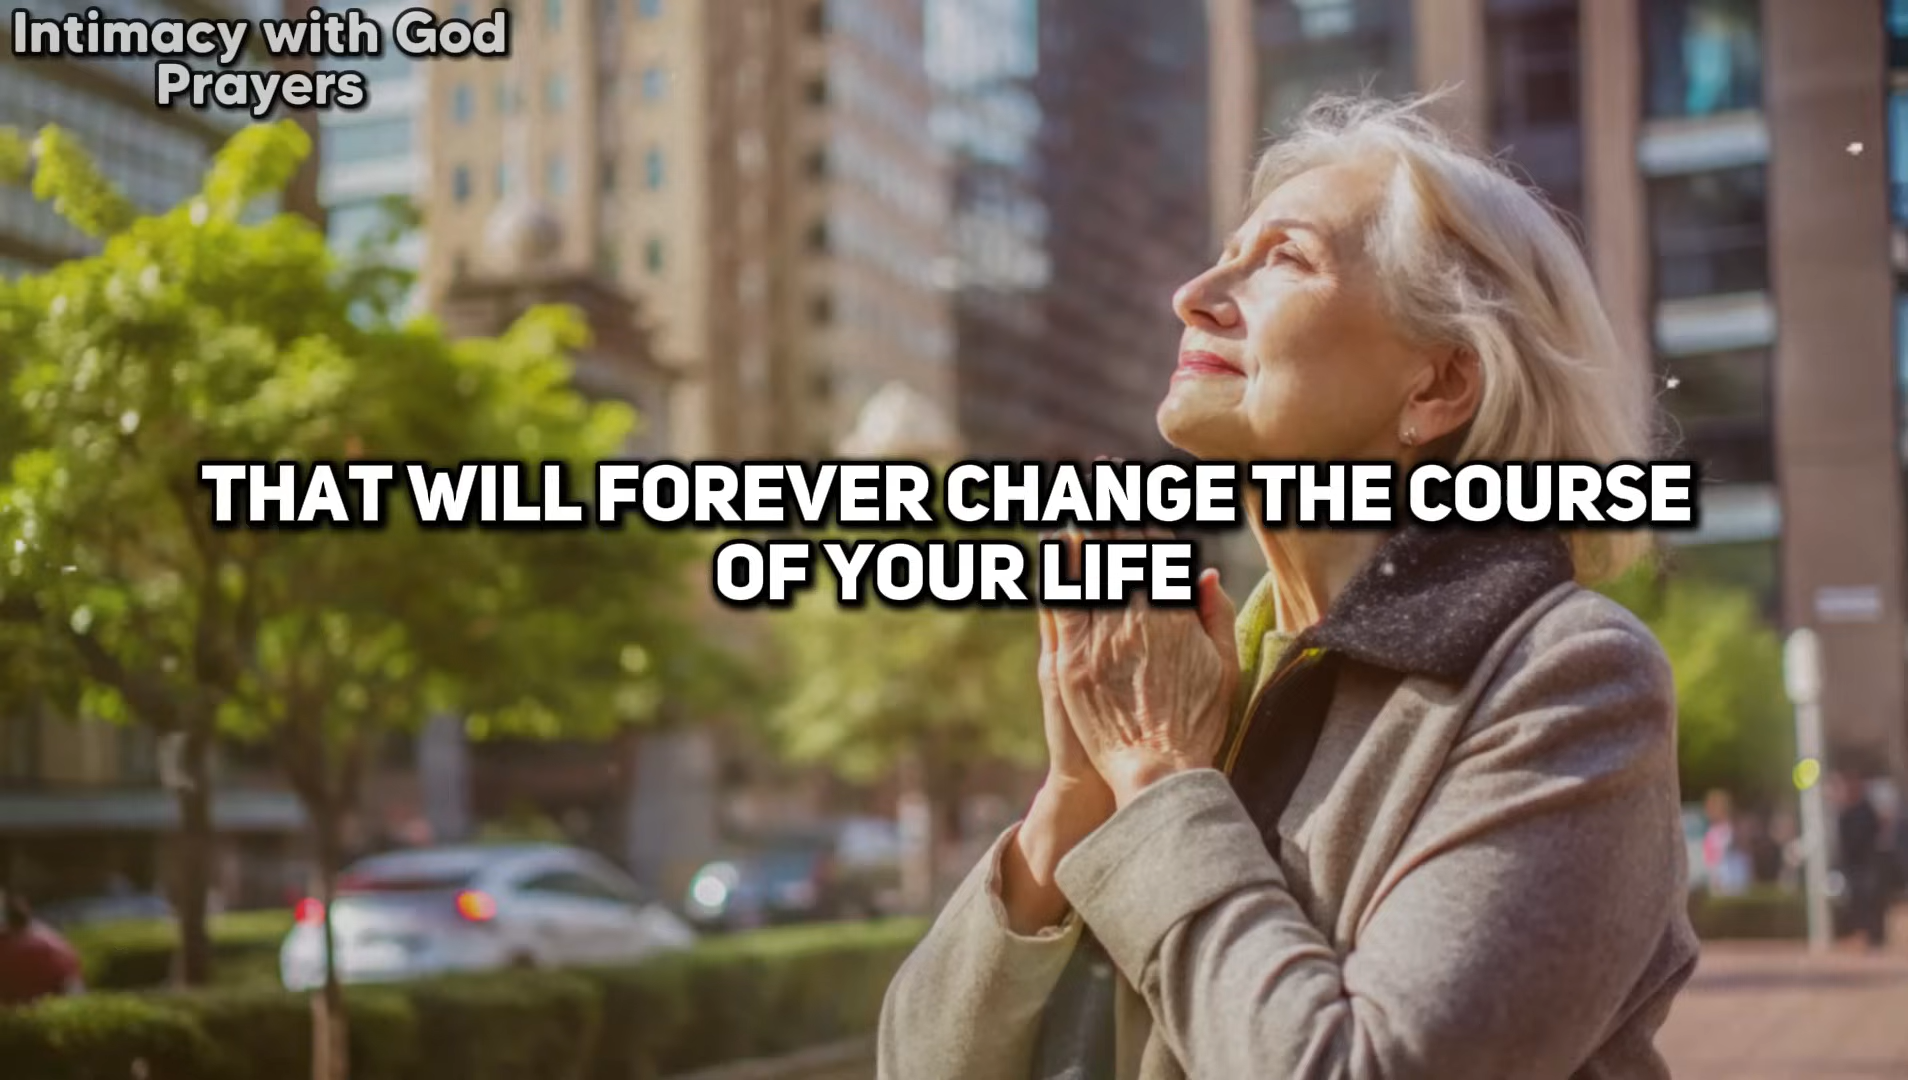 Intimacy with God
Prayers
THAT WILL FOREVER CHANGE THE COURSE
OF YOUR LIFE